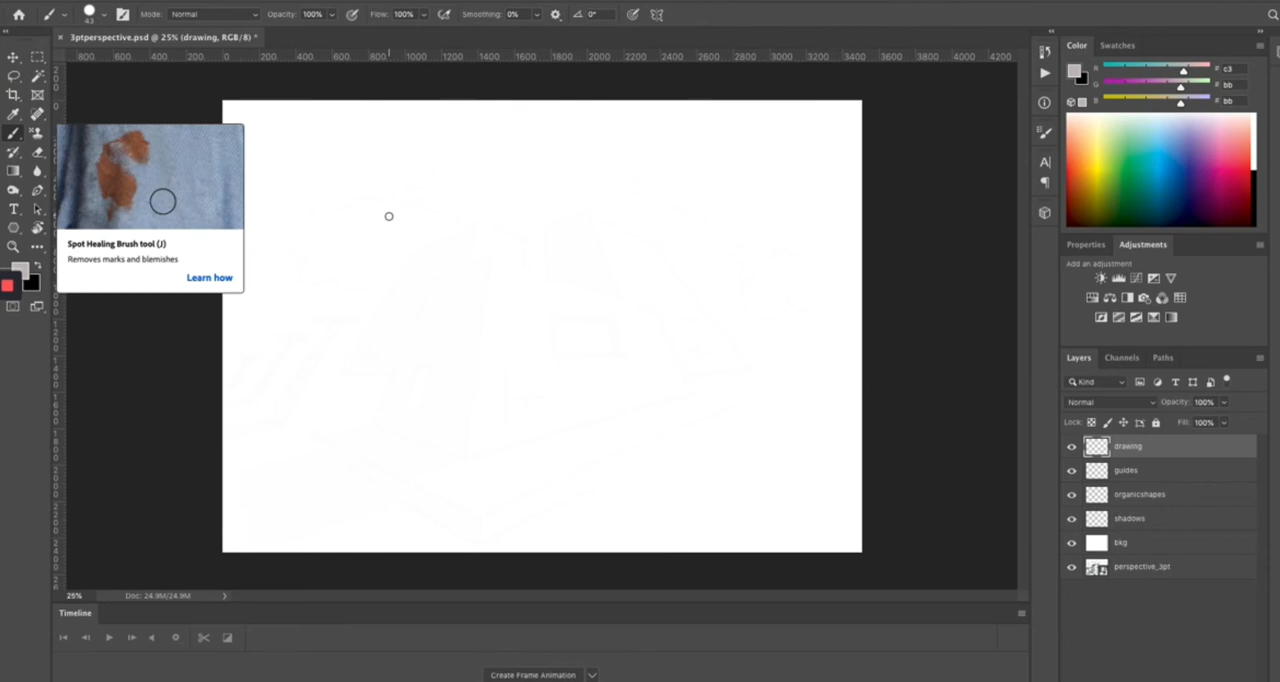 43 Mode: Normal Opacity: 100% Flow: 100% Smoothing: 0% 0°
× 3ptperspective.psd @ 25% (drawing, RGB/8) *
800 600 400 200 0 200 400 600 800 1000 1200 1400 1600 1800 2000 2200 2400 2600 2800 3000 3200 3400 3600 3800 4000 4200
Spot Healing Brush tool (J)
Removes marks and blemishes
Learn how
25% Doc: 24.9M/24.9M
Timeline
Create Frame Animation
Color Swatches
R c3
G bb
B bb
Properties Adjustments
Add an adjustment
Layers Channels Paths
Kind
Normal Opacity: 100%
Lock: Fill: 100%
drawing
guides
organicshapes
shadows
bkg
perspective_3pt